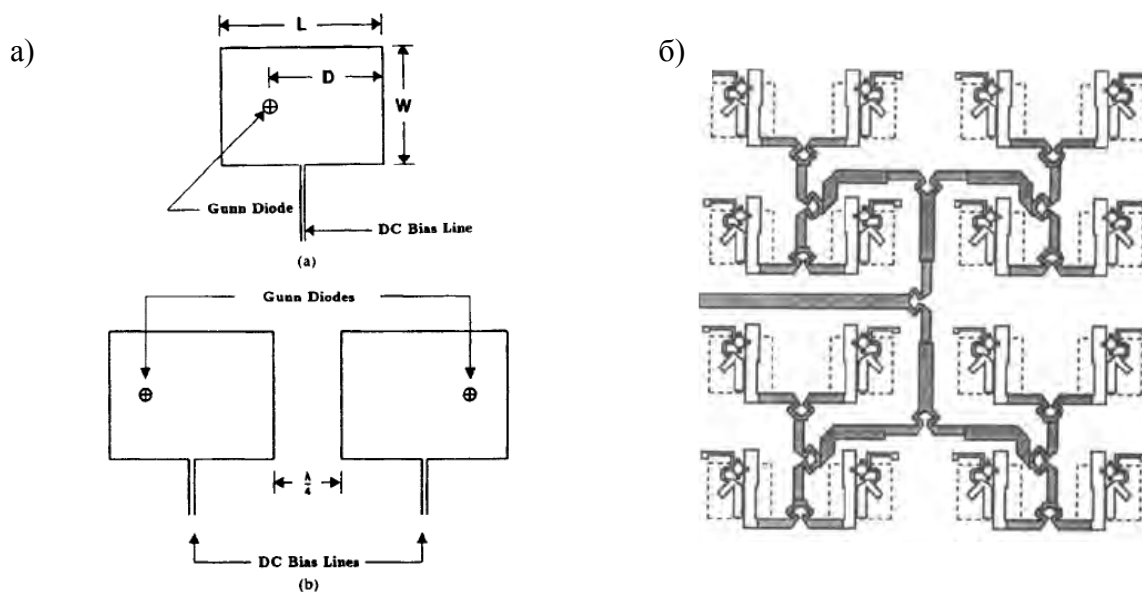 а)
L
D
W
Gunn Diode
DC Bias Line
(a)
Gunn Diodes
λ
4
DC Bias Lines
(b)
б)